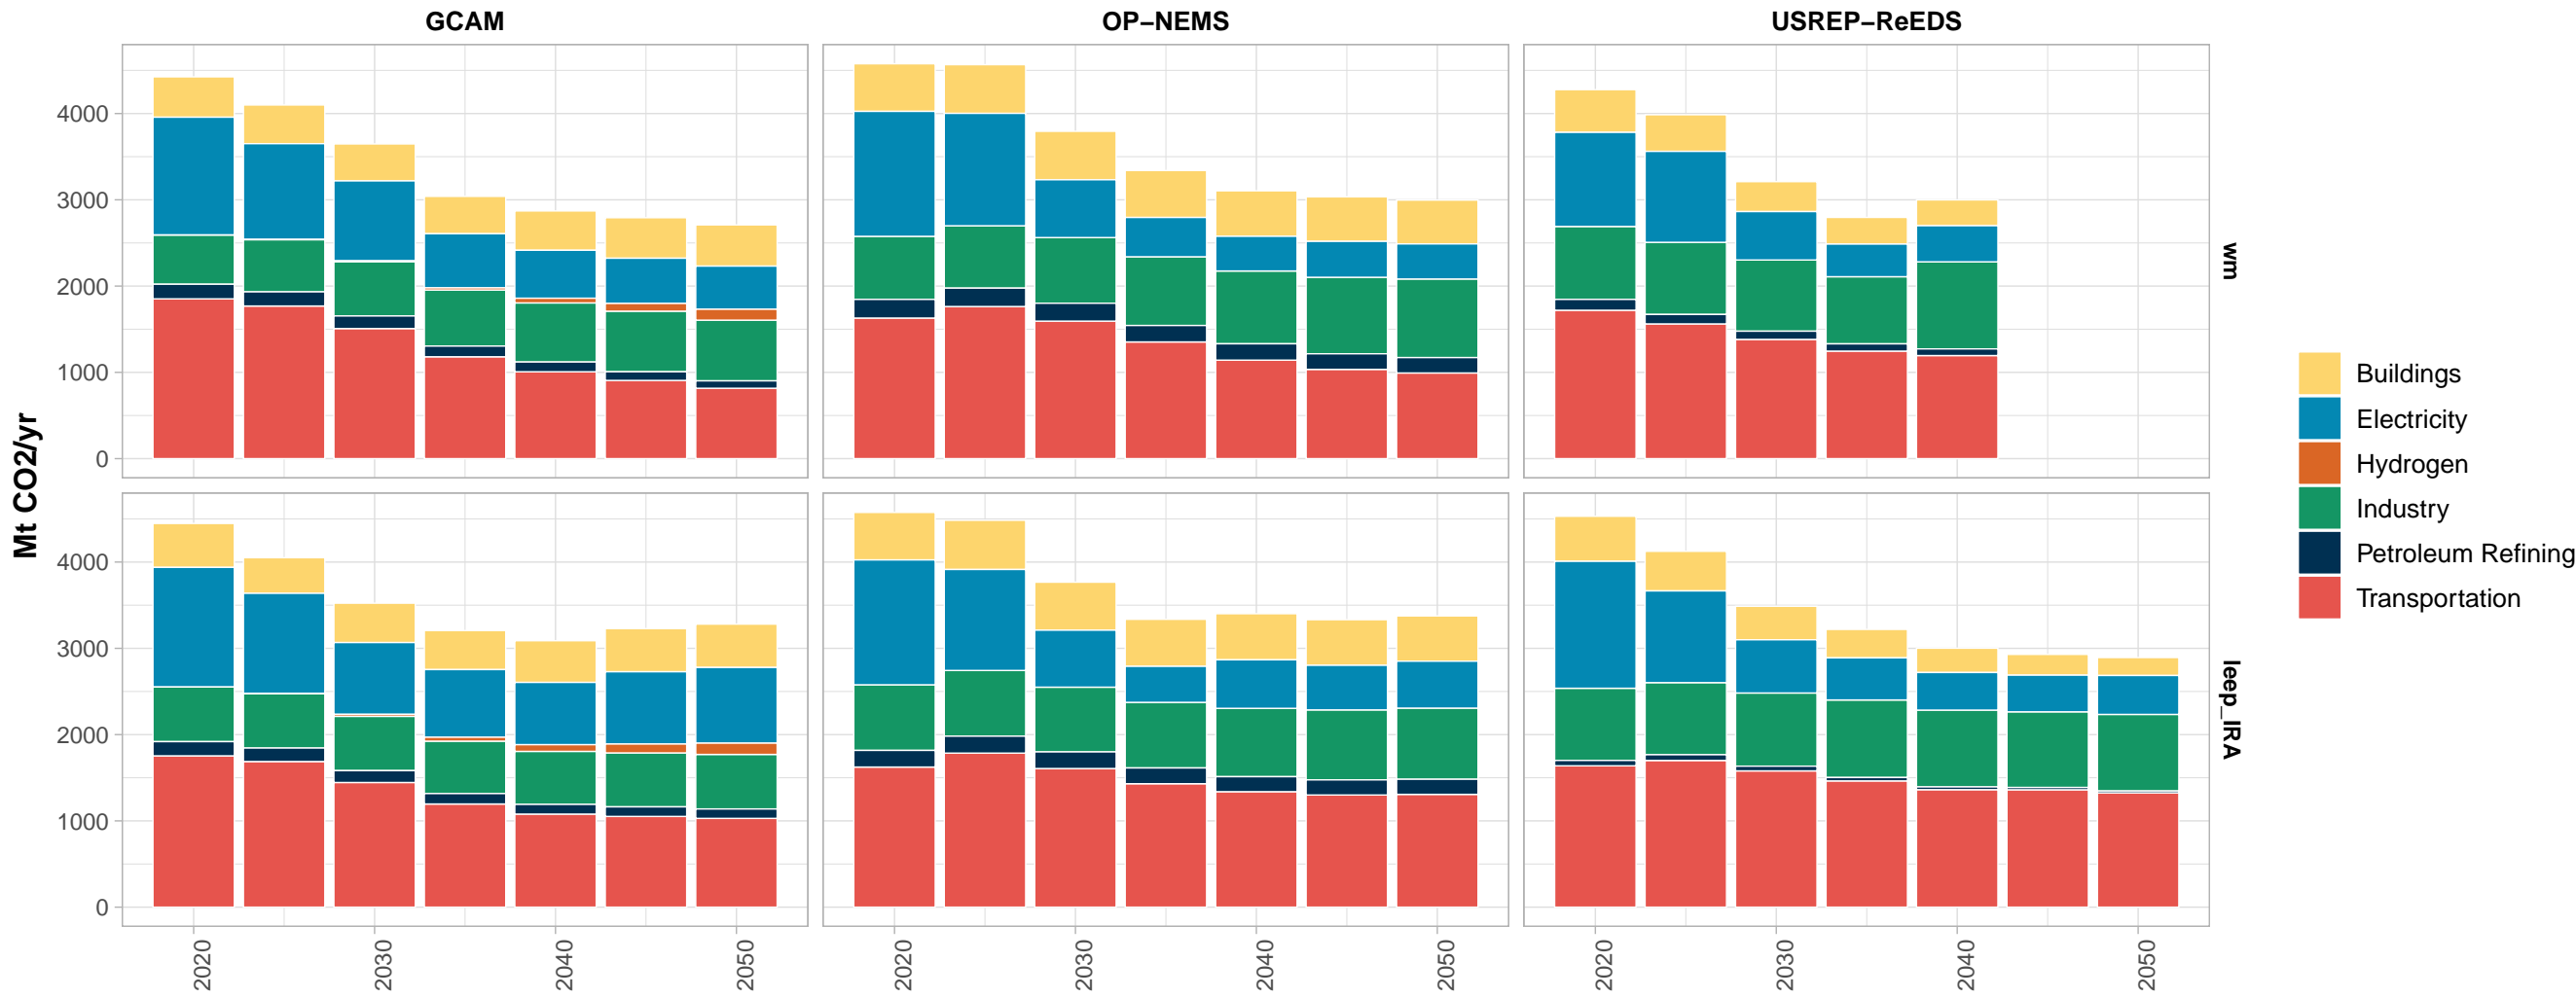 GCAM
OP−NEMS
USREP−ReEDS
Mt CO2/yr
4000
3000
2000
1000
0
wm
4000
3000
2000
1000
0
leep_IRA
2020
2030
2040
2050
2020
2030
2040
2050
2020
2030
2040
2050
Buildings
Electricity
Hydrogen
Industry
Petroleum Refining
Transportation